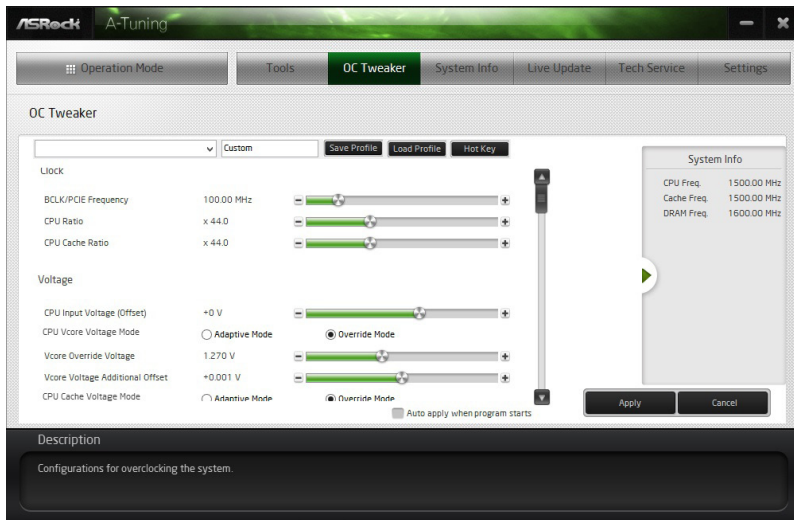 ASRock A-Tuning
Operation Mode Tools OC Tweaker System Info Live Update Tech Service Settings
OC Tweaker
Custom Save Profile Load Profile Hot Key
Clock
BCLK/PCIE Frequency 100.00 MHz
CPU Ratio x 44.0
CPU Cache Ratio x 44.0
Voltage
CPU Input Voltage (Offset) +0 V
CPU Vcore Voltage Mode Adaptive Mode Override Mode
Vcore Override Voltage 1.270 V
Vcore Voltage Additional Offset +0.001 V
CPU Cache Voltage Mode Adaptive Mode Override Mode
Auto apply when program starts
System Info
CPU Freq. 1500.00 MHz
Cache Freq. 1500.00 MHz
DRAM Freq. 1600.00 MHz
Apply Cancel
Description
Configurations for overclocking the system.